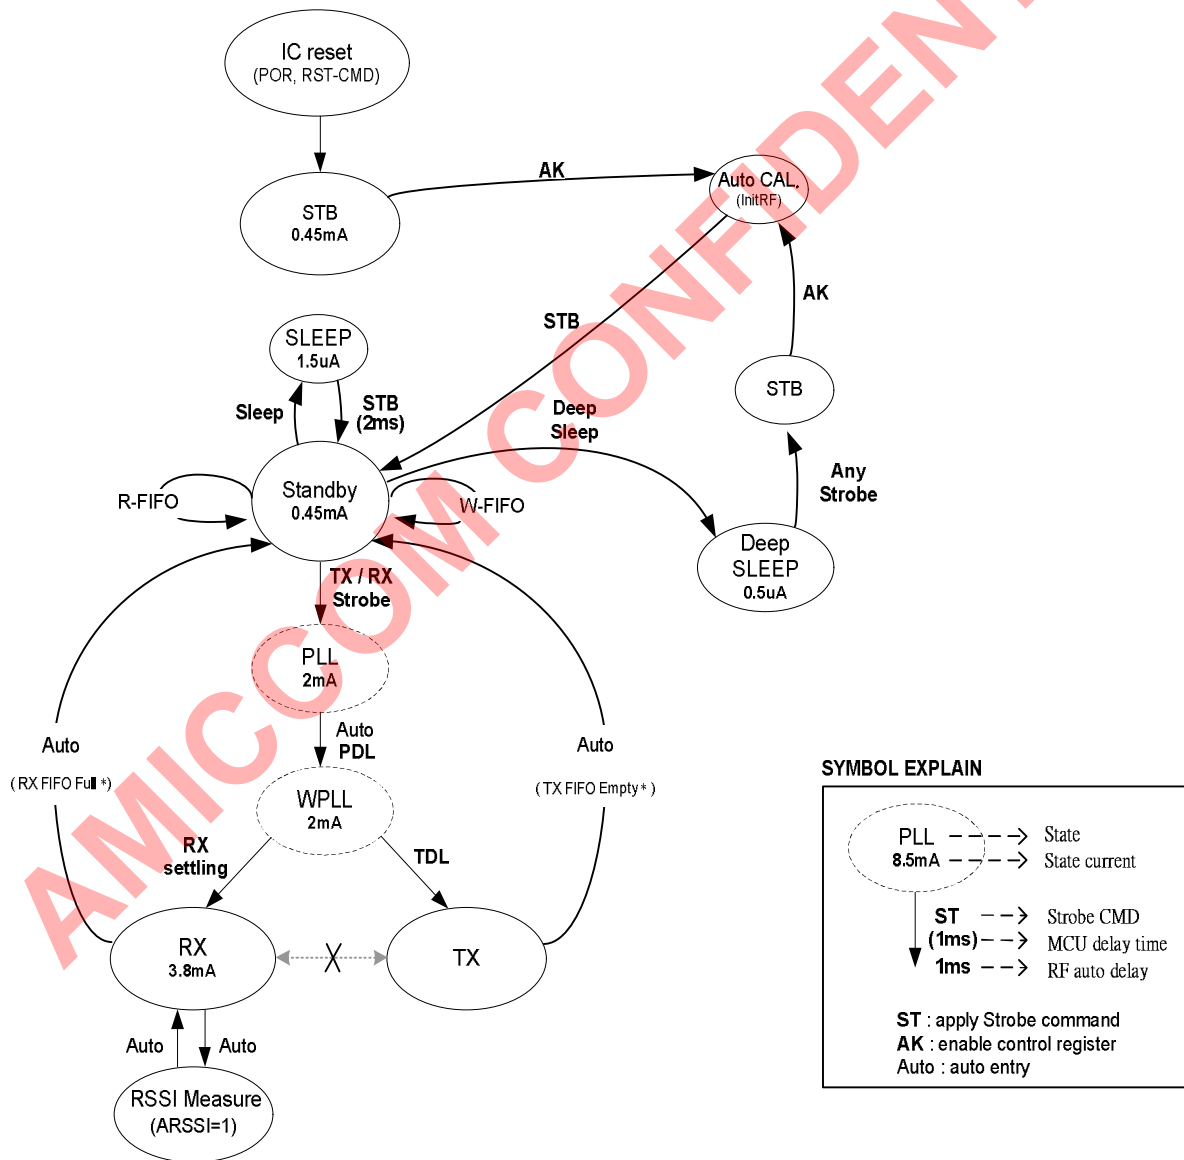 IC reset
(POR, RST-CMD)
STB
0.45mA
AK
Auto CAL.
(InitRF)
STB
AK
STB
SLEEP
1.5uA
Sleep
STB
(2ms)
Deep
Sleep
Any
Strobe
R-FIFO
Standby
0.45mA
W-FIFO
Deep
SLEEP
0.5uA
TX / RX
Strobe
PLL
2mA
Auto
PDL
Auto
(RX FIFO Full *)
Auto
(TX FIFO Empty *)
WPLL
2mA
RX
settling
TDL
RX
3.8mA
X
TX
Auto
Auto
RSSI Measure
(ARSSI=1)
SYMBOL EXPLAIN
PLL
State
8.5mA
State current
ST
Strobe CMD
(1ms)
MCU delay time
1ms
RF auto delay
ST : apply Strobe command
AK : enable control register
Auto : auto entry
AMICCOM CONFIDENT